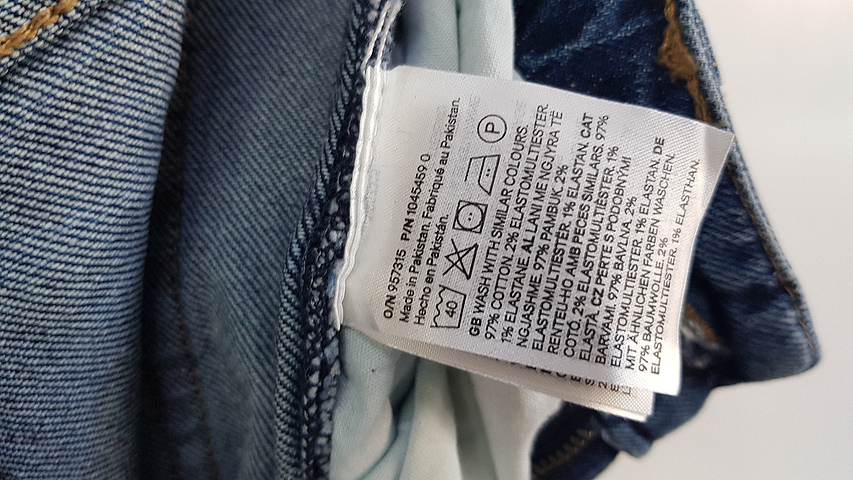 O/N 957315 P/N 1045459 0
Made in Pakistan. Fabriqué au Pakistan.
Hecho en Pakistán.
40 P
GB WASH WITH SIMILAR COLOURS.
97% COTTON. 2% ELASTOMULTIESTER.
1% ELASTANE. ALLANI ME NGJYRA TË
NGJASHME. 97% PAMBUK. 2%
ELASTOMULTIESTER. 1% ELASTAN. CAT
RENTEU-HO AMB PECES SIMILARS. 97%
COTÓ. 2% ELASTOMULTIÈSTER. 1%
ELASTÀ. CZ PERTE S PODOBNÝMI
BARVAMI. 97% BAVLNA. 2%
ELASTOMULTIESTER. 1% ELASTAN. DE
MIT ÄHNLICHEN FARBEN WASCHEN.
97% BAUMWOLLE. 2%
ELASTOMULTIESTER. 1% ELASTHAN.